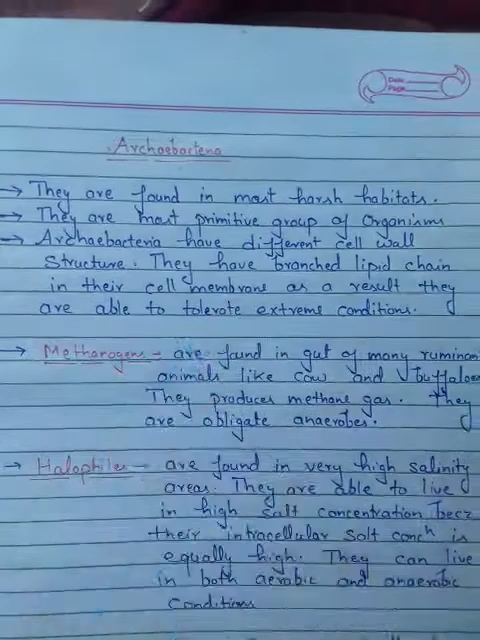 Date
Page
Archaebacteria
→ They are found in most harsh habitats.
→ They are most primitive group of Organisms
→ Archaebacteria have different cell wall
structure. They have branched lipid chain
in their cell membrane as a result they
are able to tolerate extreme conditions.
→ Methanogens - are found in gut of many ruminan
animals like cow and buffaloes
They produces methane gas. They
are obligate anaerobes.
→ Halophiles - are found in very high salinity
areas. They are able to live
in high salt concentration becz
their intracellular salt concn is
equally high. They can live
in both aerobic and anaerobic
conditions